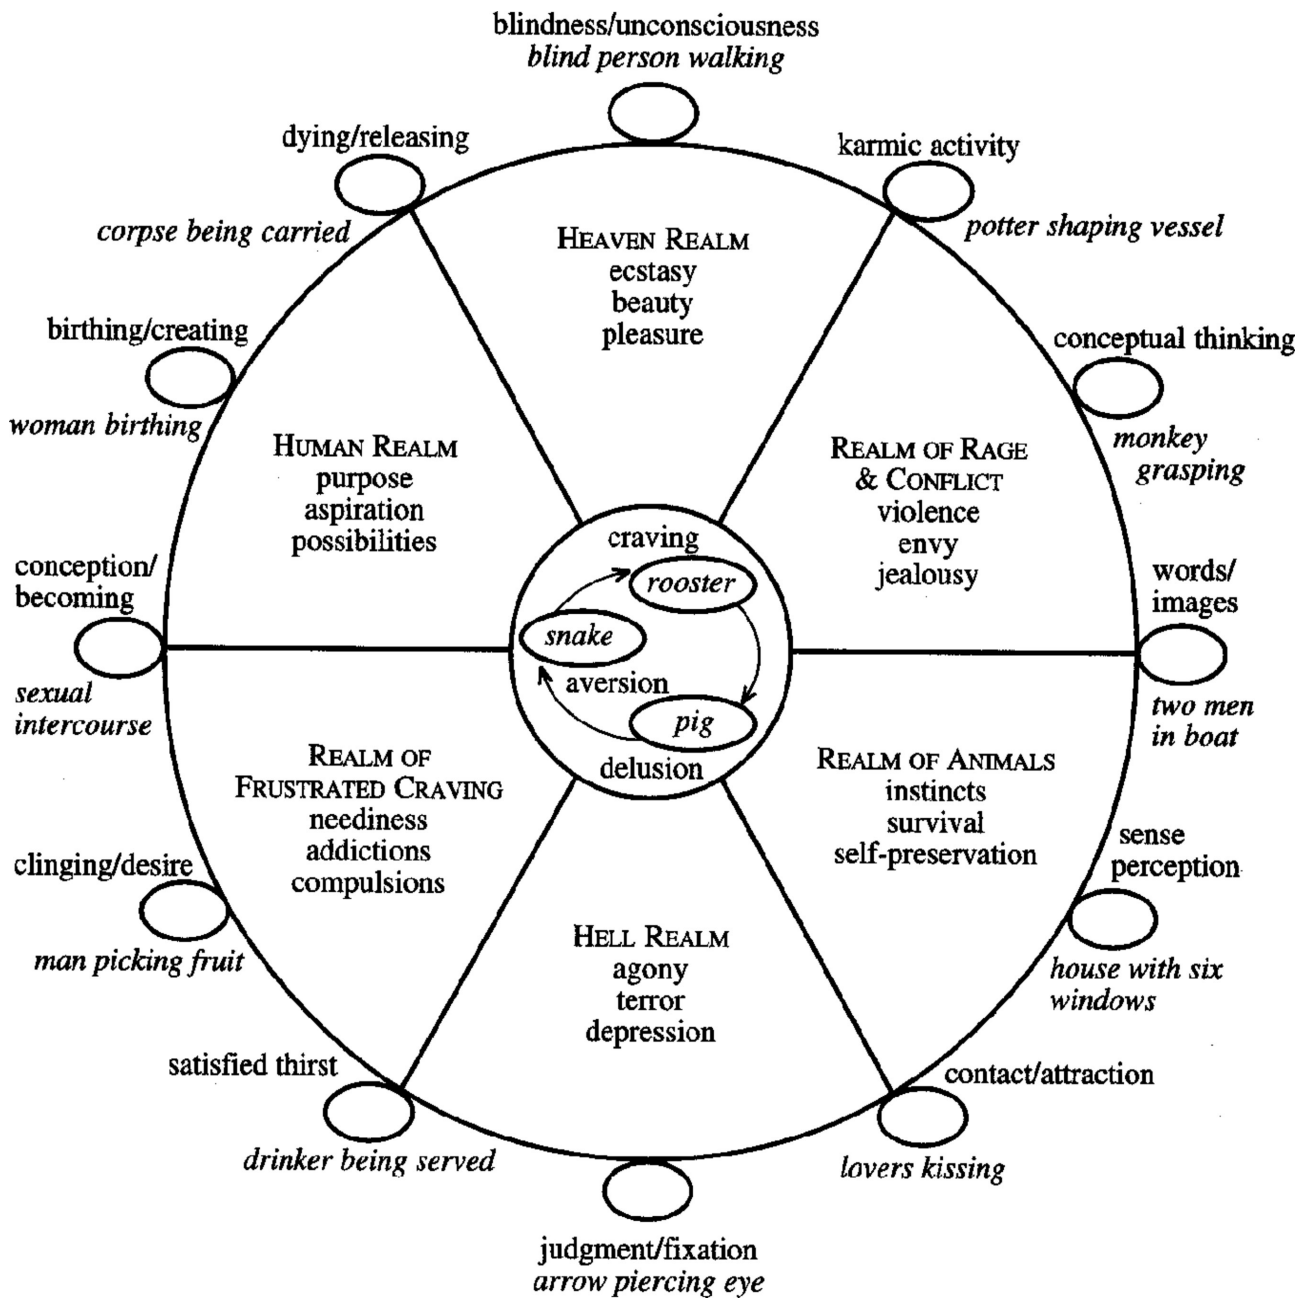 blindness/unconsciousness
blind person walking
dying/releasing
corpse being carried
karmic activity
potter shaping vessel
HEAVEN REALM
ecstasy
beauty
pleasure
birthing/creating
woman birthing
conceptual thinking
monkey
grasping
HUMAN REALM
purpose
aspiration
possibilities
REALM OF RAGE
& CONFLICT
violence
envy
jealousy
conception/
becoming
sexual
intercourse
craving
rooster
snake
aversion
pig
delusion
words/
images
two men
in boat
REALM OF
FRUSTRATED CRAVING
neediness
addictions
compulsions
REALM OF ANIMALS
instincts
survival
self-preservation
clinging/desire
man picking fruit
sense
perception
house with six
windows
HELL REALM
agony
terror
depression
satisfied thirst
drinker being served
contact/attraction
lovers kissing
judgment/fixation
arrow piercing eye